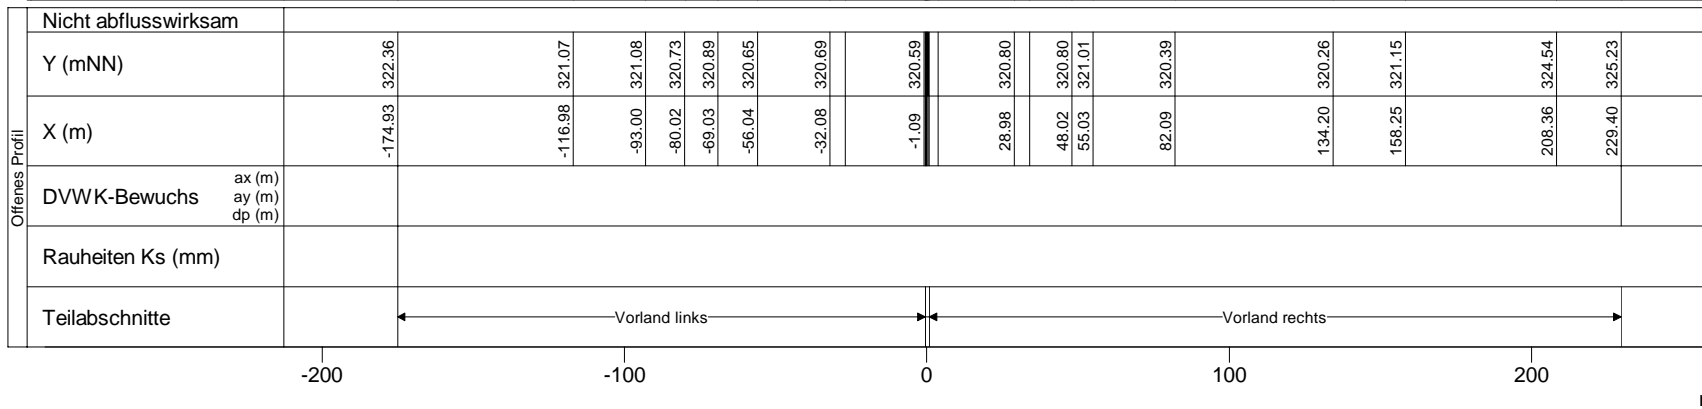 Offenes Profil
Nicht abflusswirksam
Y (mNN) 322.36 321.07 321.08 320.73 320.89 320.65 320.69 320.59 320.80 320.80 321.01 320.39 320.26 321.15 324.54 325.23
X (m) -174.93 -116.98 -93.00 -80.02 -69.03 -56.04 -32.08 -1.09 28.98 48.02 55.03 82.09 134.20 158.25 208.36 229.40
DVWK-Bewuchs ax (m)
ay (m)
dp (m)
Rauheiten Ks (mm)
Teilabschnitte Vorland links Vorland rechts
-200 -100 0 100 200